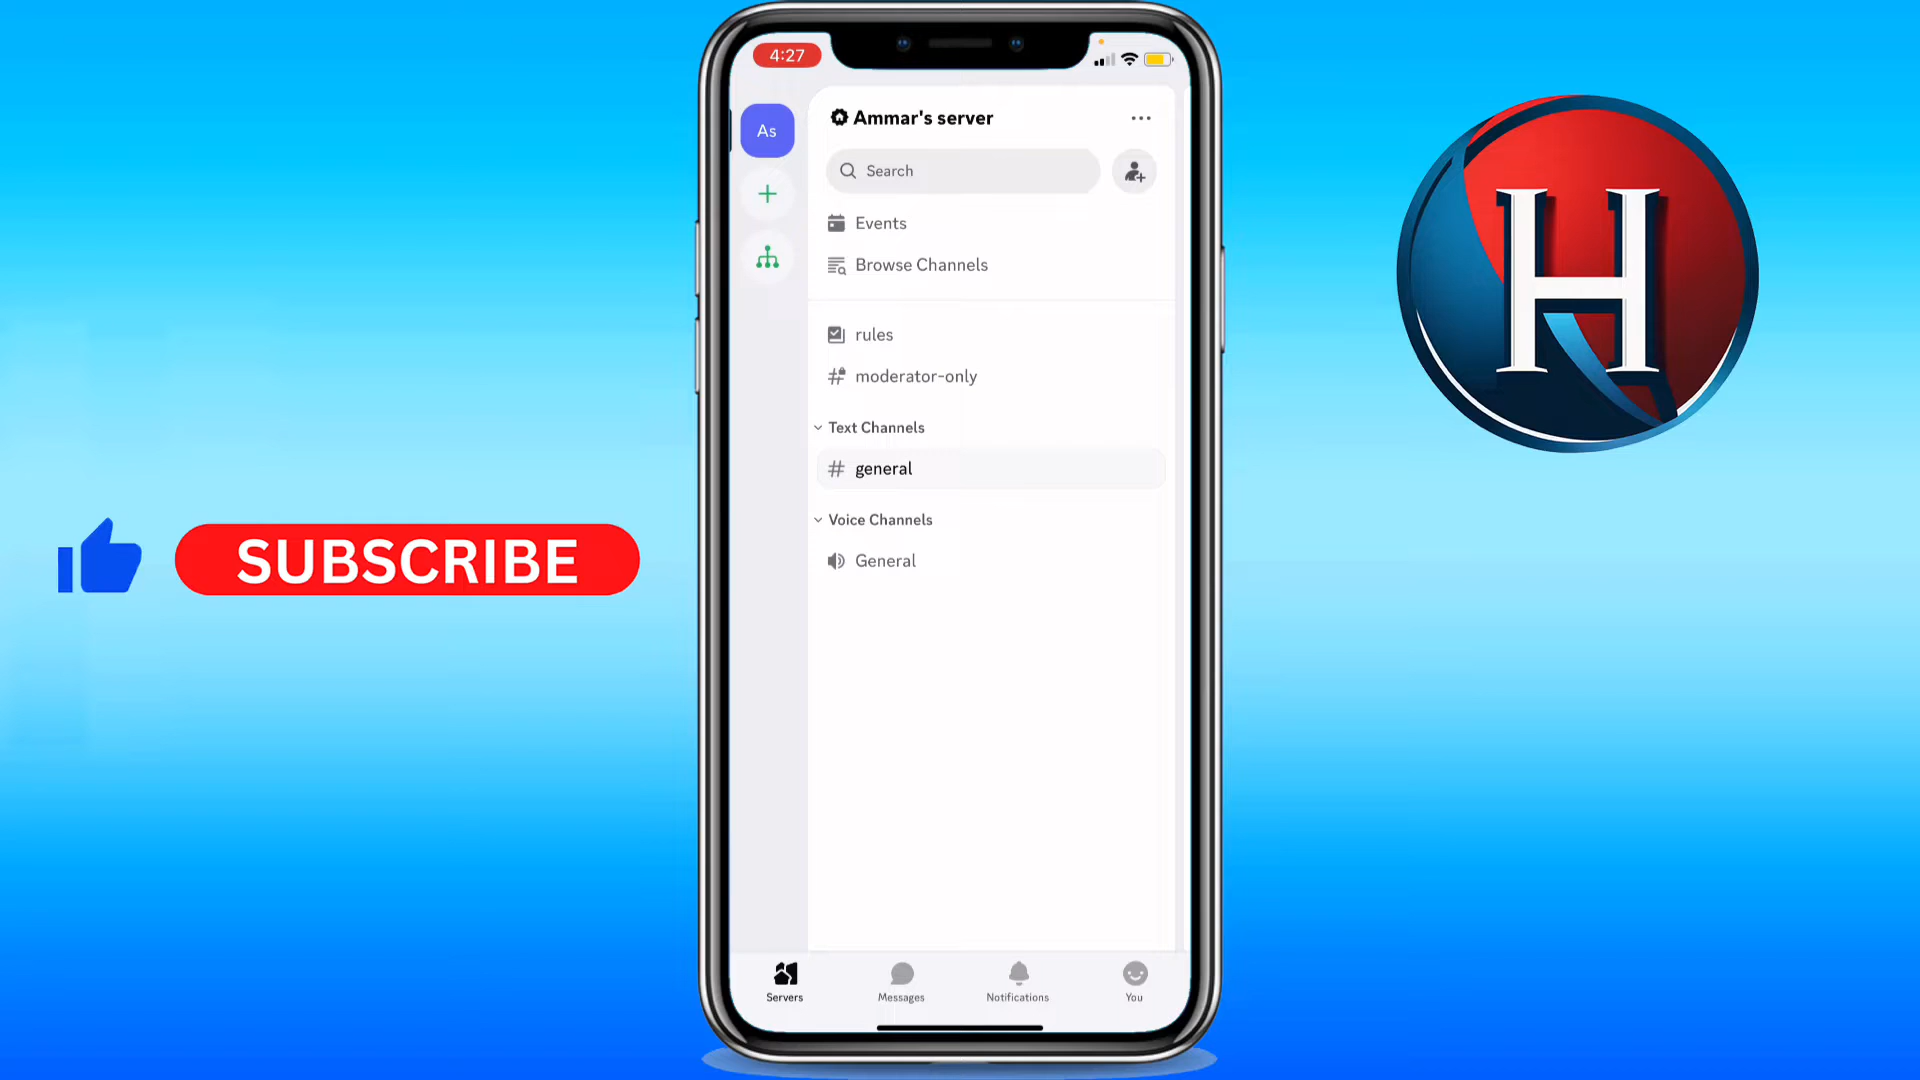 4:27
As
Ammar's server
Search
Events
Browse Channels
rules
moderator-only
Text Channels
general
Voice Channels
General
Servers
Messages
Notifications
You
SUBSCRIBE
H